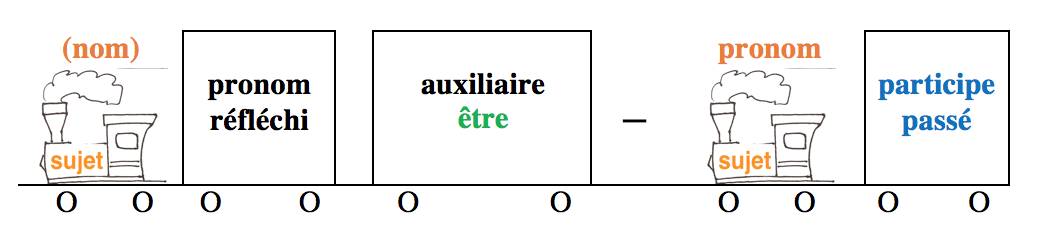 (nom)
sujet
pronom
réfléchi
auxiliaire
être
–
pronom
sujet
participe
passé
O O O O O O O O O O